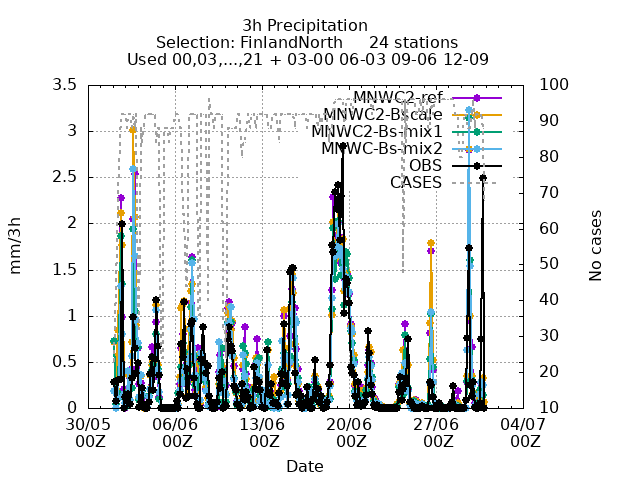 3h Precipitation
Selection: FinlandNorth     24 stations
Used 00,03,...,21 + 03-00 06-03 09-06 12-09
3.5
3
2.5
2
1.5
1
0.5
0
mm/3h
100
90
80
70
60
50
40
30
20
10
No cases
MNWC2-ref
MNWC2-Bscale
MNWC2-Bs-mix1
MNWC-Bs-mix2
OBS
CASES
30/05 06/06 13/06 20/06 27/06 04/07
00Z 00Z 00Z 00Z 00Z 00Z
Date